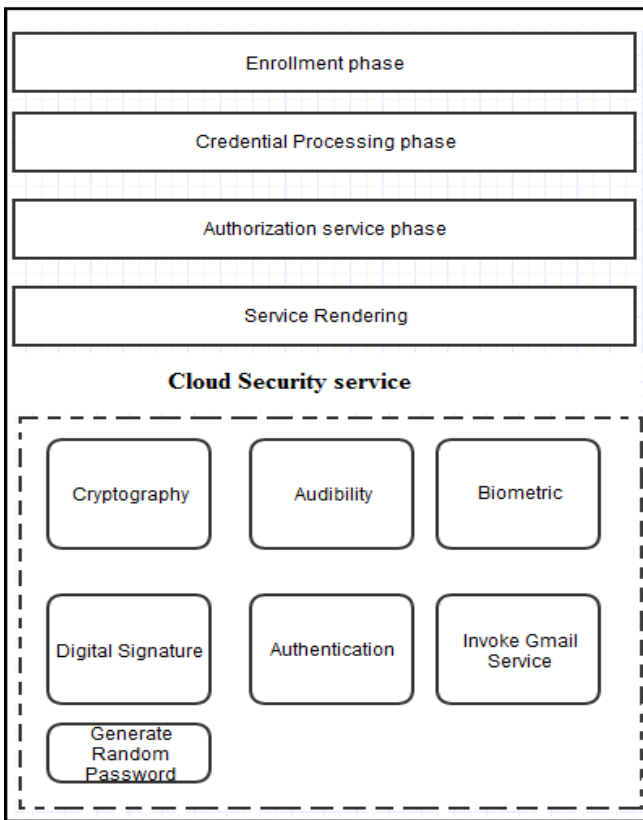 Enrollment phase
Credential Processing phase
Authorization service phase
Service Rendering
Cloud Security service
Cryptography
Audibility
Biometric
Digital Signature
Authentication
Invoke Gmail
Service
Generate
Random
Password